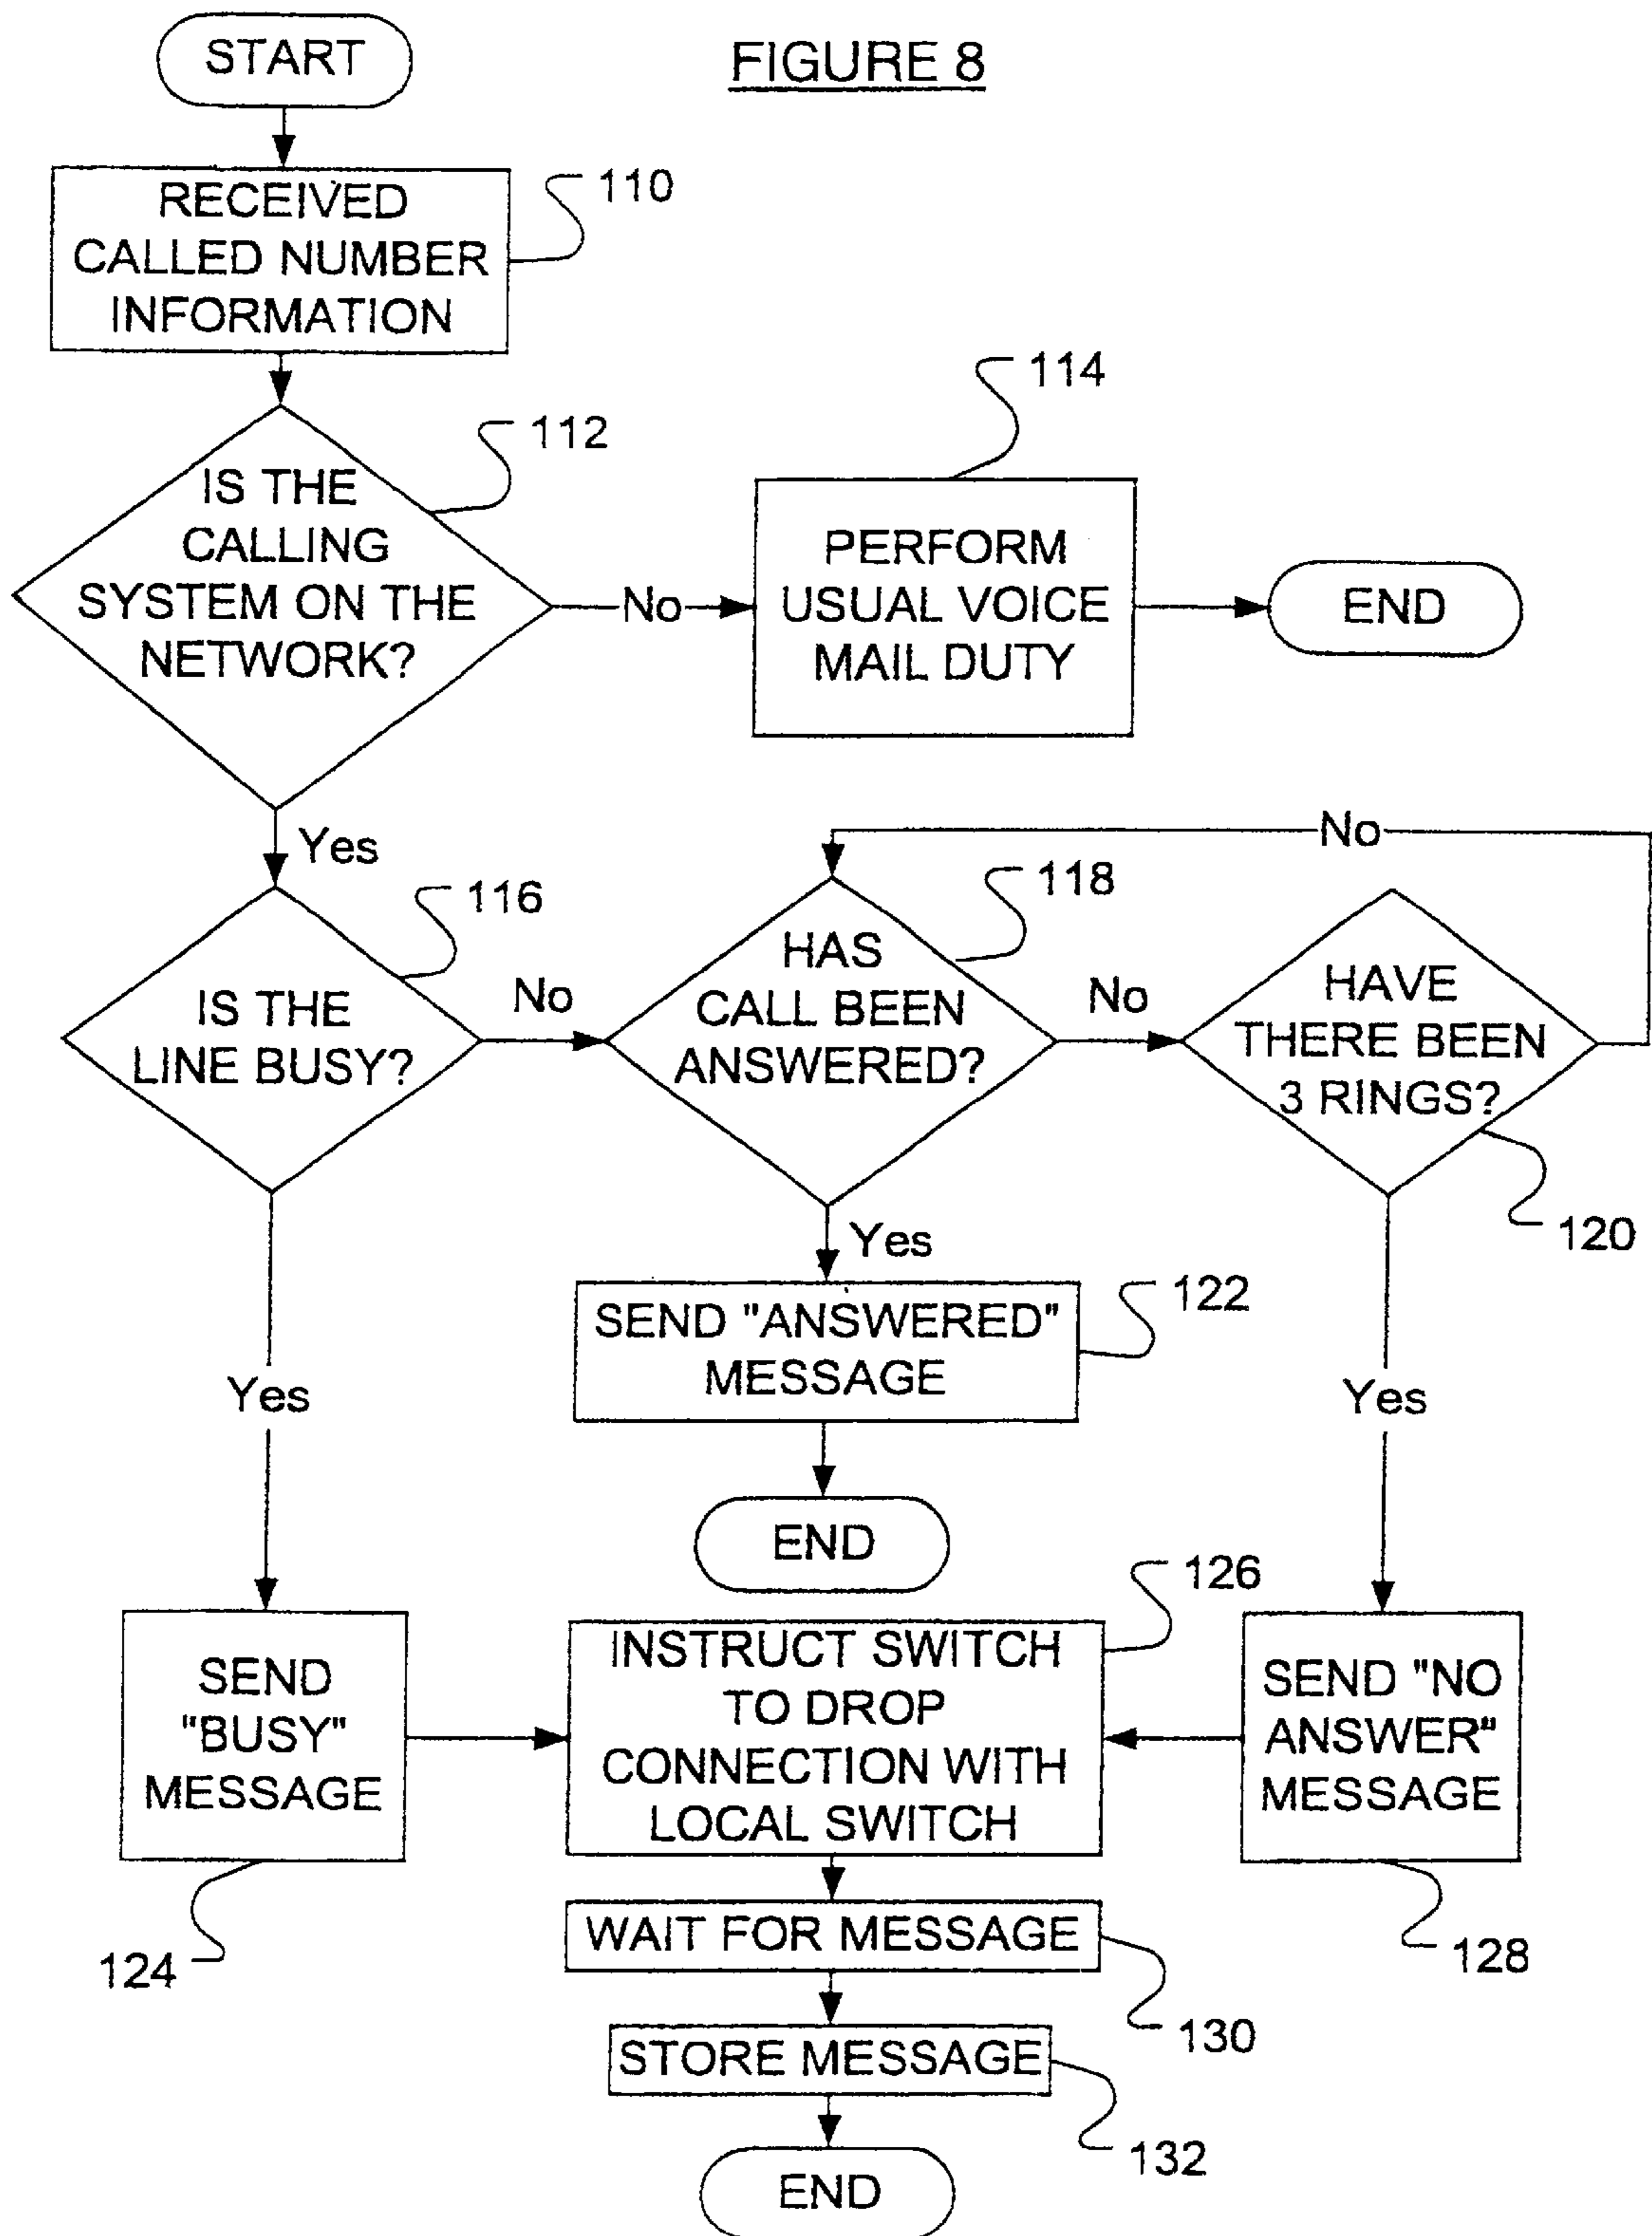 START
FIGURE 8
RECEIVED
CALLED NUMBER
INFORMATION
110
IS THE
CALLING
SYSTEM ON THE
NETWORK?
112
No
114
PERFORM
USUAL VOICE
MAIL DUTY
END
Yes
No
116
IS THE
LINE BUSY?
No
118
HAS
CALL BEEN
ANSWERED?
No
HAVE
THERE BEEN
3 RINGS?
120
Yes
SEND "ANSWERED"
MESSAGE
122
END
Yes
Yes
SEND
"BUSY"
MESSAGE
124
126
INSTRUCT SWITCH
TO DROP
CONNECTION WITH
LOCAL SWITCH
SEND "NO
ANSWER"
MESSAGE
128
WAIT FOR MESSAGE
130
STORE MESSAGE
132
END